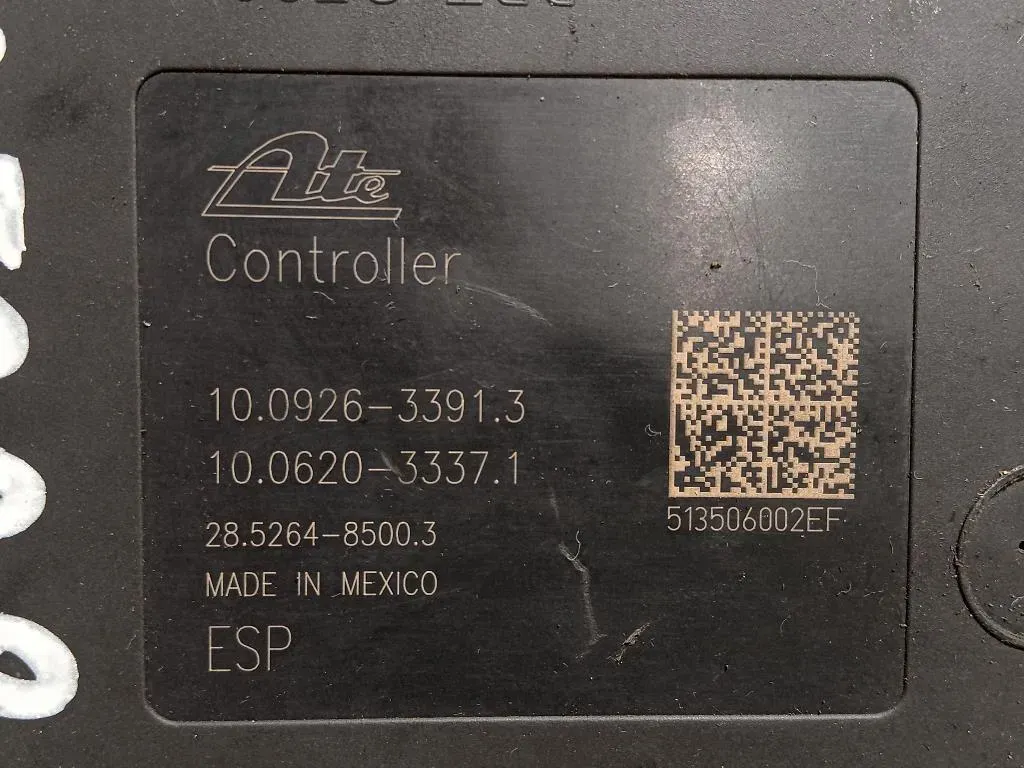 Ate
Controller
10.0926-3391.3
10.0620-3337.1
28.5264-8500.3
513506002EF
MADE IN MEXICO
ESP